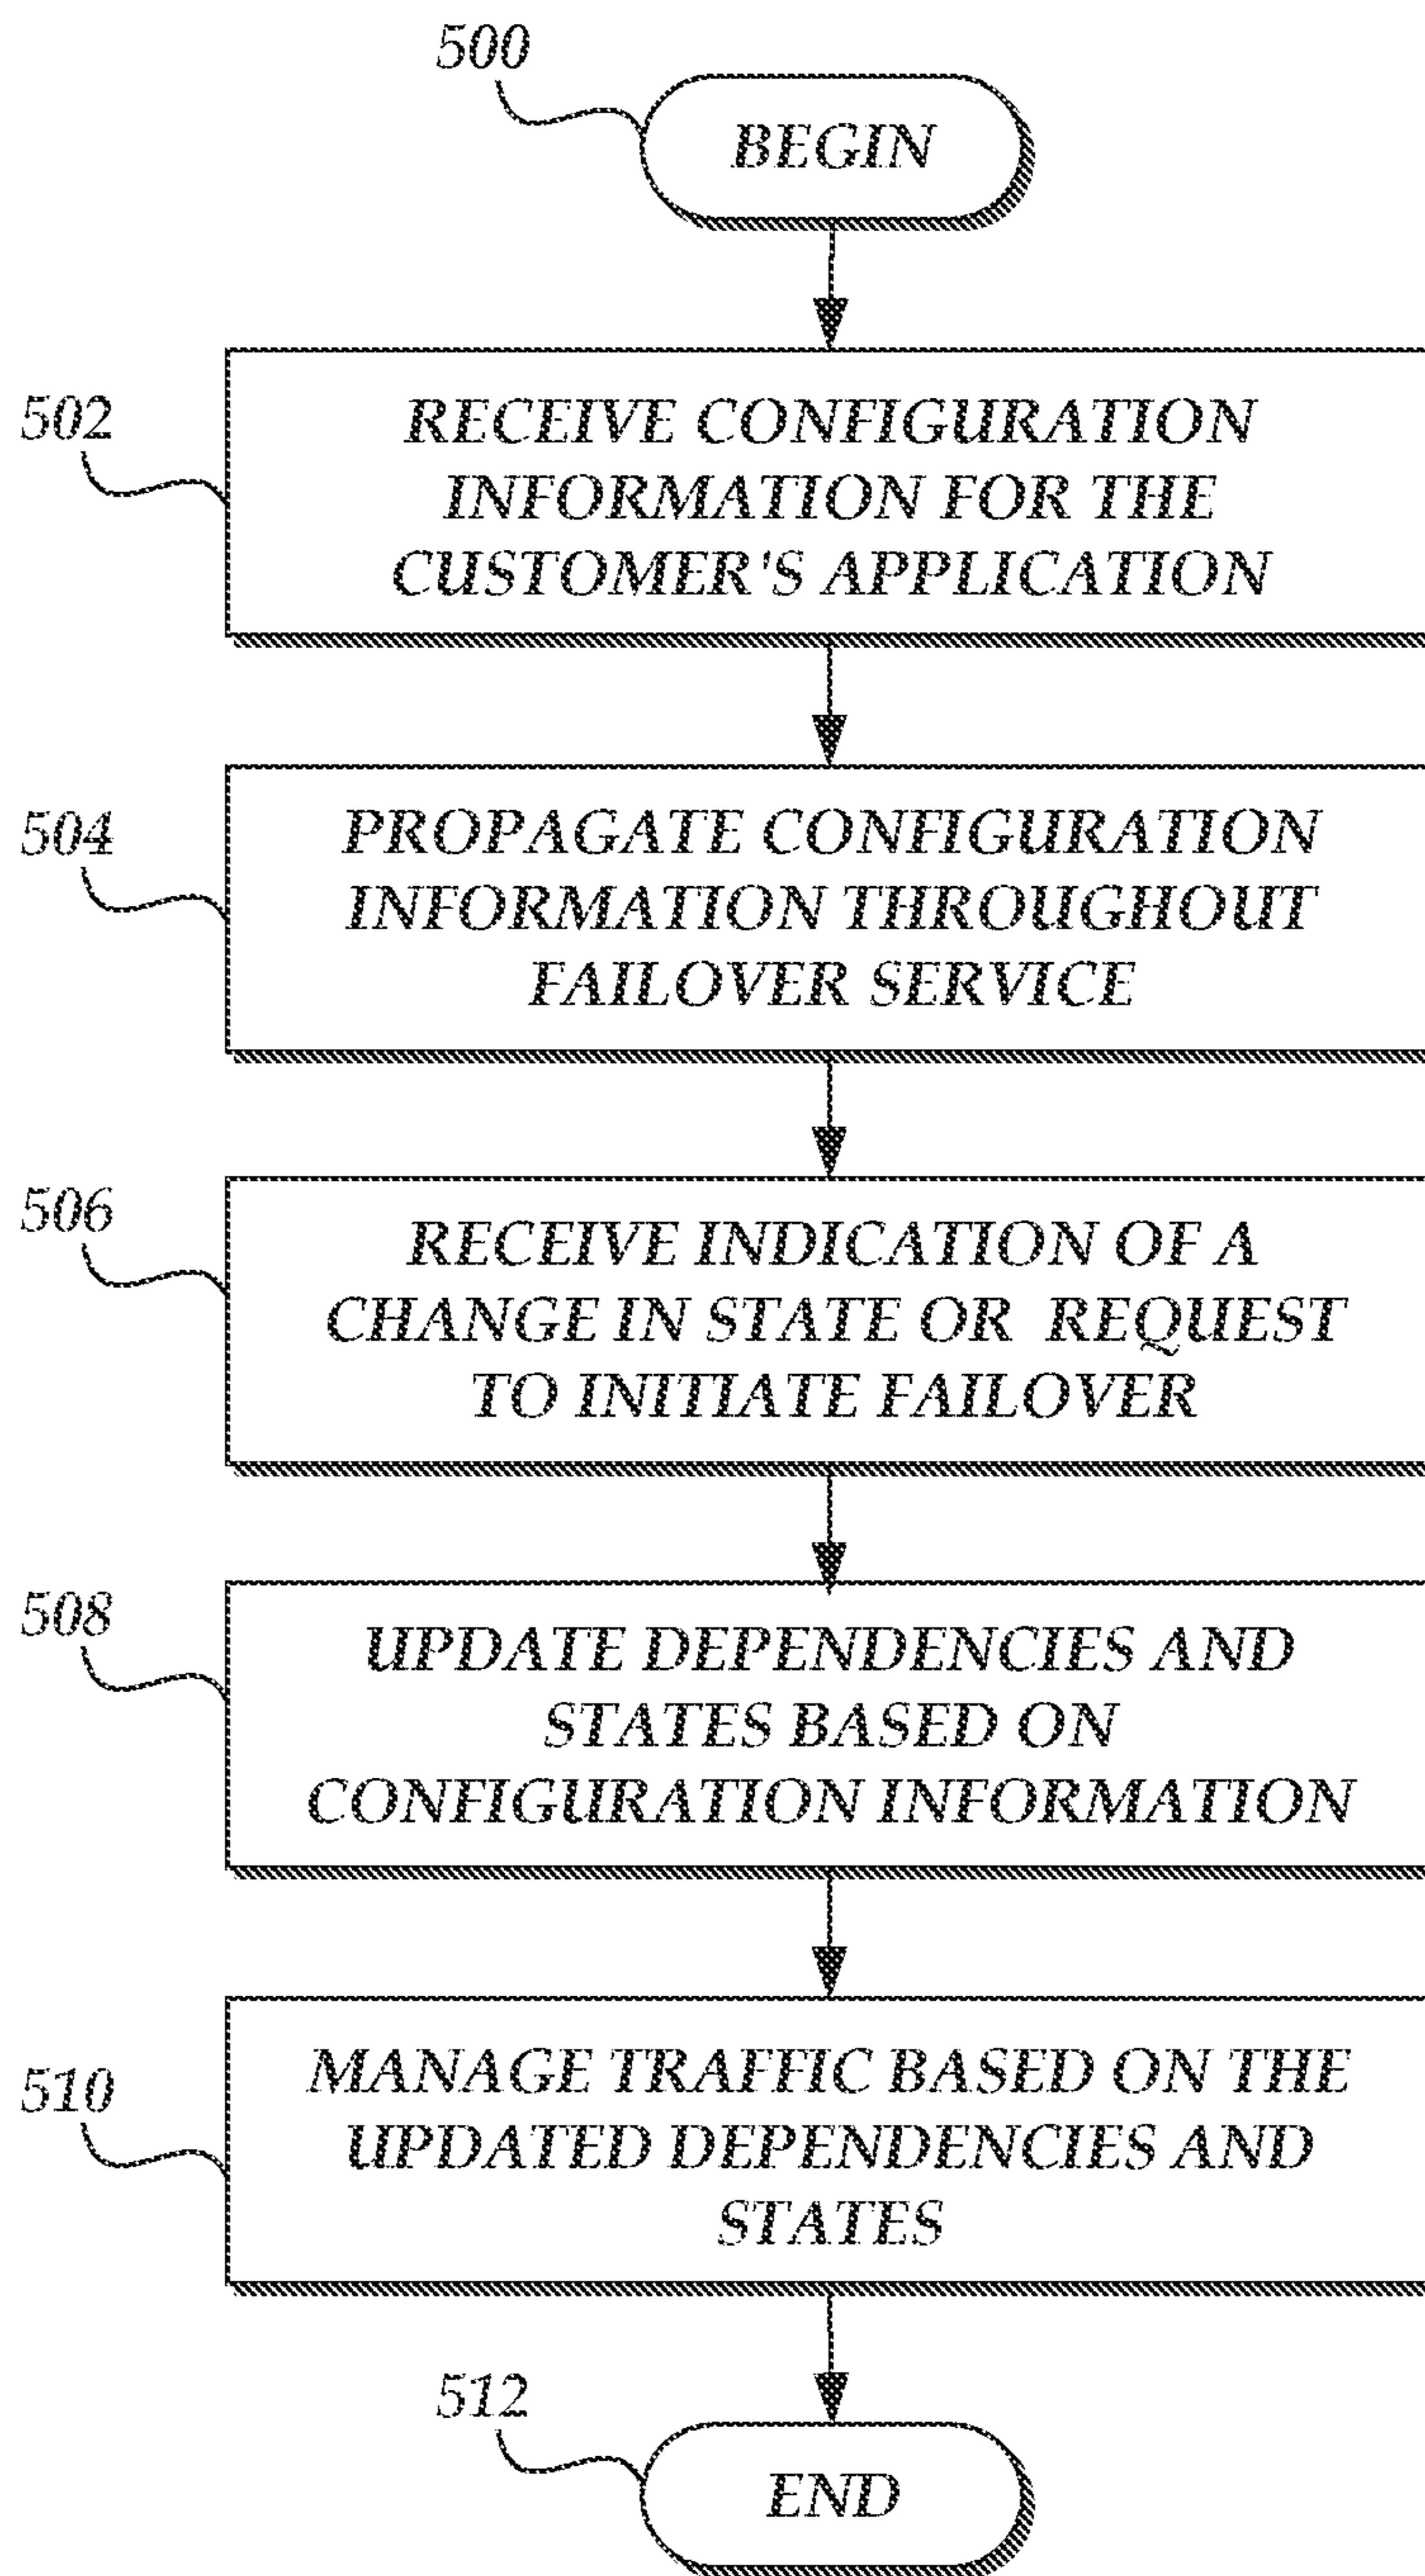 500
BEGIN
502
RECEIVE CONFIGURATION
INFORMATION FOR THE
CUSTOMER'S APPLICATION
504
PROPAGATE CONFIGURATION
INFORMATION THROUGHOUT
FAILOVER SERVICE
506
RECEIVE INDICATION OF A
CHANGE IN STATE OR REQUEST
TO INITIATE FAILOVER
508
UPDATE DEPENDENCIES AND
STATES BASED ON
CONFIGURATION INFORMATION
510
MANAGE TRAFFIC BASED ON THE
UPDATED DEPENDENCIES AND
STATES
512
END